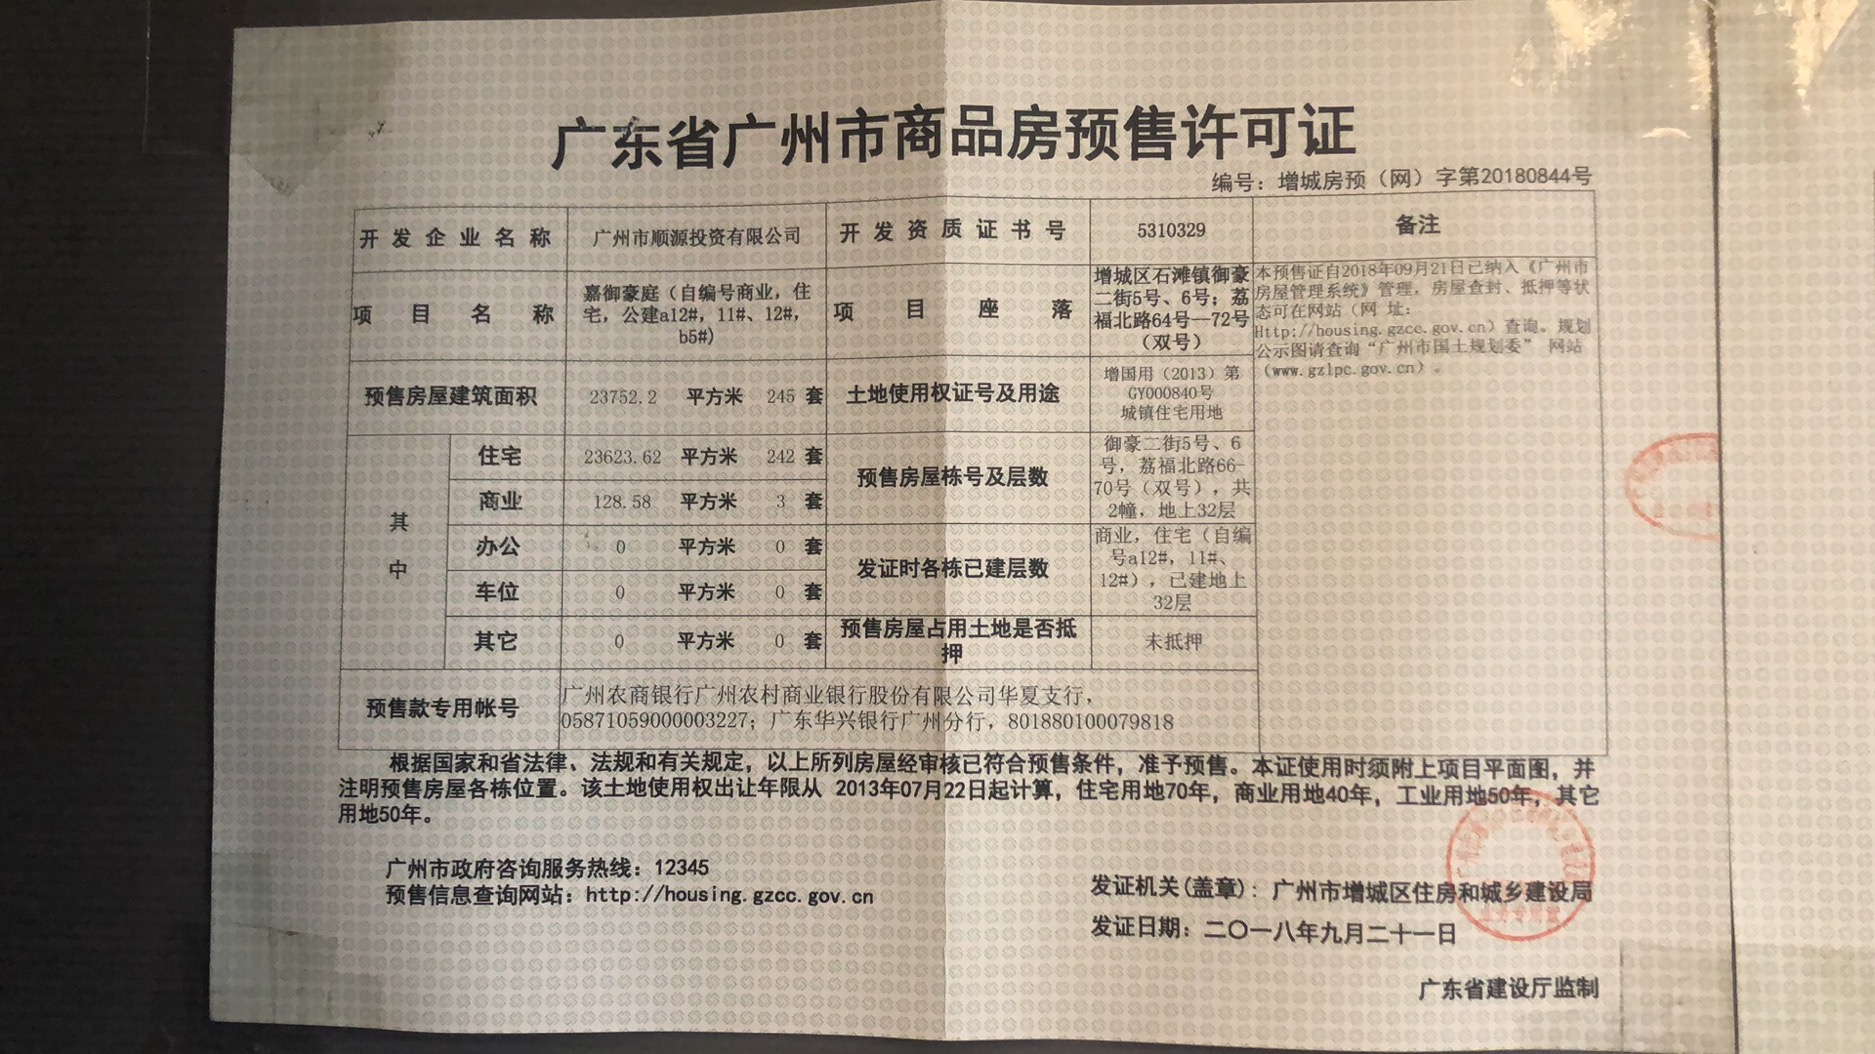 广东省广州市商品房预售许可证
编号：增城房预（网）字第20180844号
开发企业名称
广州市顺源投资有限公司
开发资质证书号
5310329
备注
项目名称
嘉御豪庭（自编号商业，住
宅，公建a12#，11#、12#，
b5#)
项目座落
增城区石滩镇御豪
二街5号、6号；荔
福北路64号—72号
（双号）
本预售证自2018年09月21日已纳入《广州市
房屋管理系统》管理，房屋查封、抵押等状
态可在网站（网 址：
Http://housing.gzcc.gov.cn）查询。规划
公示图请查询“广州市国土规划委” 网站
（www.gzlpc.gov.cn）。
预售房屋建筑面积
23752.2 平方米 245 套
土地使用权证号及用途
增国用（2013）第
GY000840号
城镇住宅用地
其中
住宅 23623.62 平方米 242 套
商业 128.58 平方米 3 套
预售房屋栋号及层数
御豪二街5号、6
号，荔福北路66-
70号（双号），共
2幢，地上32层
办公 0 平方米 0 套
车位 0 平方米 0 套
发证时各栋已建层数
商业，住宅（自编
号a12#，11#、
12#），已建地上
32层
其它 0 平方米 0 套
预售房屋占用土地是否抵
押
未抵押
预售款专用帐号
广州农商银行广州农村商业银行股份有限公司华夏支行，
05871059000003227；广东华兴银行广州分行，801880100079818
根据国家和省法律、法规和有关规定，以上所列房屋经审核已符合预售条件，准予预售。本证使用时须附上项目平面图，并
注明预售房屋各栋位置。该土地使用权出让年限从 2013年07月22日起计算，住宅用地70年，商业用地40年，工业用地50年，其它
用地50年。
广州市政府咨询服务热线：12345
预售信息查询网站：http://housing.gzcc.gov.cn
发证机关(盖章)：广州市增城区住房和城乡建设局
发证日期：二〇一八年九月二十一日
广东省建设厅监制